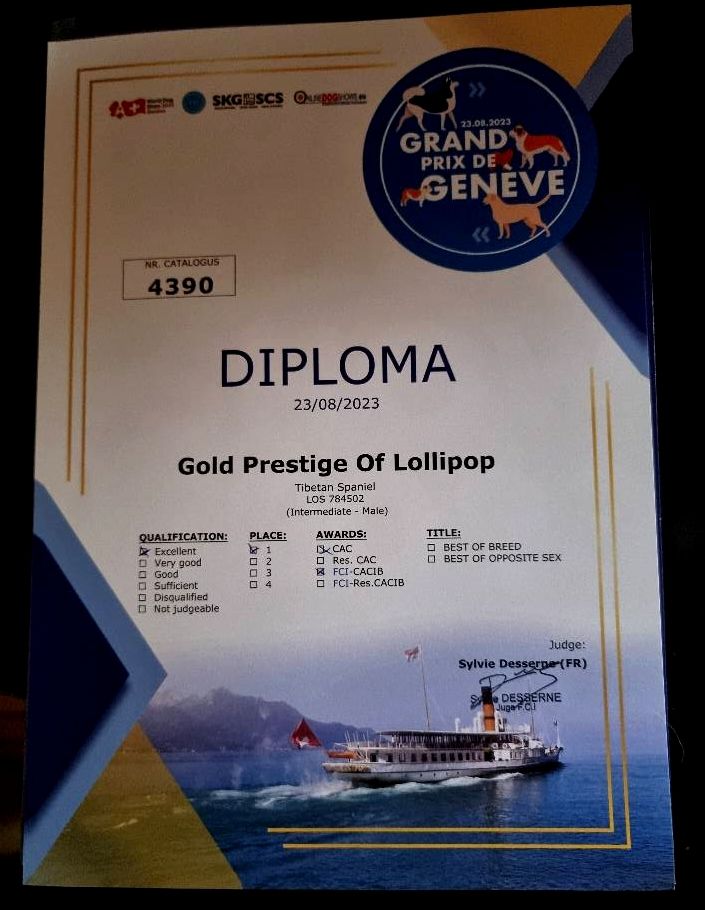 SKG SCS
ONLINEDOGSHOWS.eu
23.08.2023
GRAND
PRIX DE
GENÈVE
NR. CATALOGUS
4390
DIPLOMA
23/08/2023
Gold Prestige Of Lollipop
Tibetan Spaniel
LOS 784502
(Intermediate - Male)
QUALIFICATION:
Excellent
Very good
Good
Sufficient
Disqualified
Not judgeable
PLACE:
1
2
3
4
AWARDS:
CAC
Res. CAC
FCI-CACIB
FCI-Res.CACIB
TITLE:
BEST OF BREED
BEST OF OPPOSITE SEX
Judge:
Sylvie Desserne (FR)
DESSERNE
Juge F.C.I